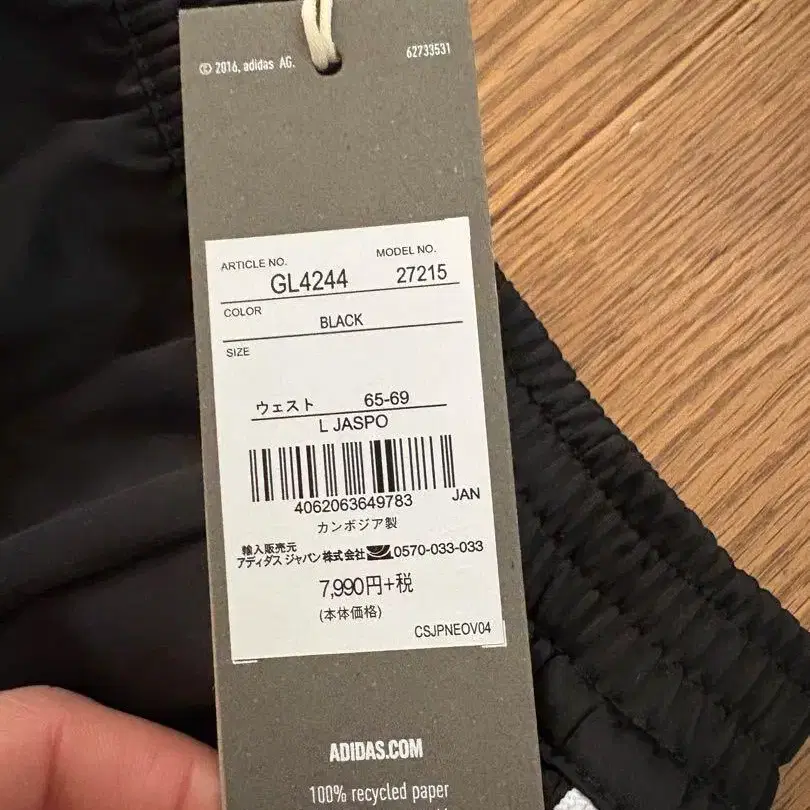 © 2016, adidas AG.
62733531
ARTICLE NO.
MODEL NO.
GL4244
27215
COLOR
BLACK
SIZE
ウェスト 65-69
L JASPO
4062063649783 JAN
カンボジア製
輸入販売元
アディダス ジャパン株式会社 0570-033-033
7,990円+税
(本体価格)
CSJPNEOV04
ADIDAS.COM
100% recycled paper